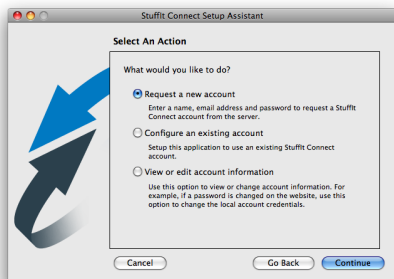 StuffIt Connect Setup Assistant
Select An Action
What would you like to do?
Request a new account
Enter a name, email address and password to request a StuffIt
Connect account from the server.
Configure an existing account
Setup this application to use an existing StuffIt Connect
account.
View or edit account information
Use this option to view or change account information. For
example, if a password is changed on the website, use this
option to change the local account credentials.
Cancel
Go Back
Continue